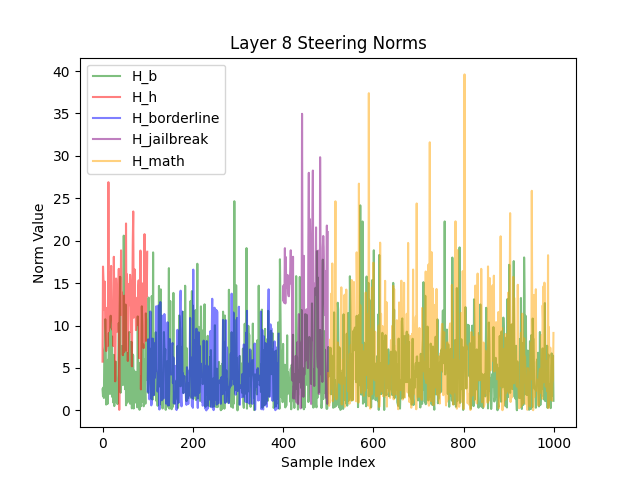 Layer 8 Steering Norms
H_b
H_h
H_borderline
H_jailbreak
H_math
Norm Value
40
35
30
25
20
15
10
5
0
0 200 400 600 800 1000
Sample Index